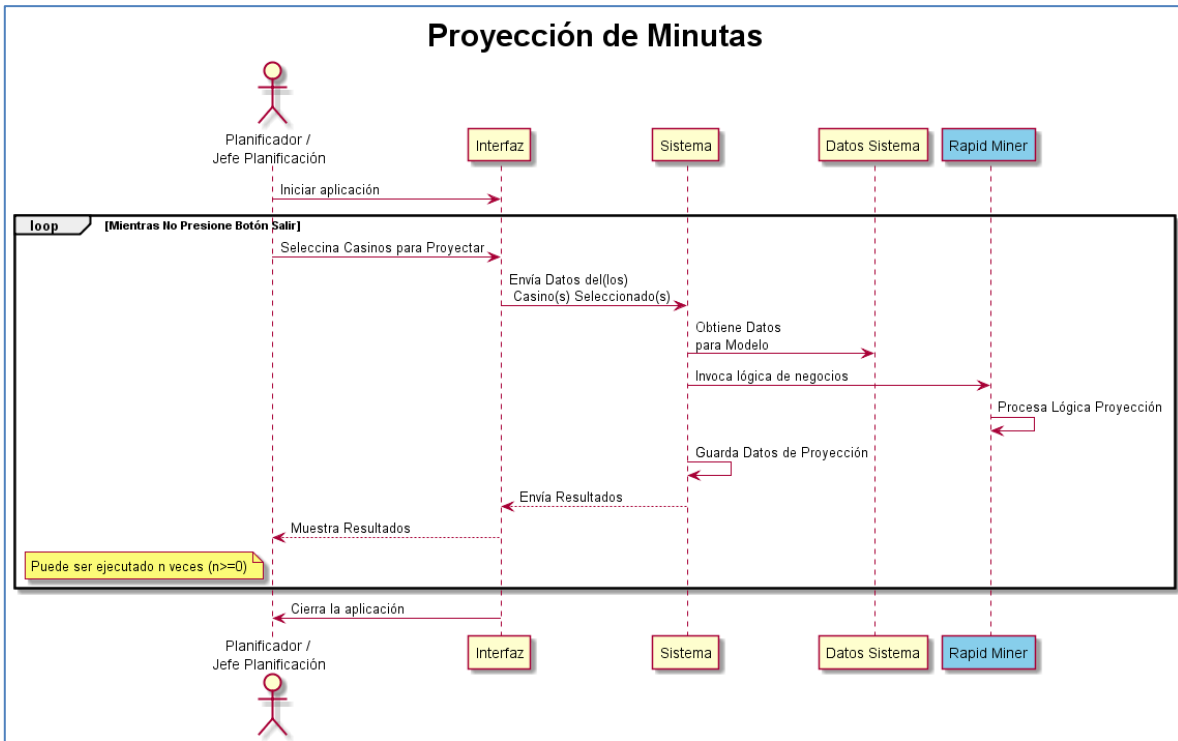 Proyección de Minutas
Planificador /
Jefe Planificación
Interfaz
Sistema
Datos Sistema
Rapid Miner
Iniciar aplicación
loop
[Mientras No Presione Botón Salir]
Seleccina Casinos para Proyectar
Envía Datos del(los)
Casino(s) Seleccionado(s)
Obtiene Datos
para Modelo
Invoca lógica de negocios
Procesa Lógica Proyección
Guarda Datos de Proyección
Envía Resultados
Muestra Resultados
Puede ser ejecutado n veces (n>=0)
Cierra la aplicación
Planificador /
Jefe Planificación
Interfaz
Sistema
Datos Sistema
Rapid Miner